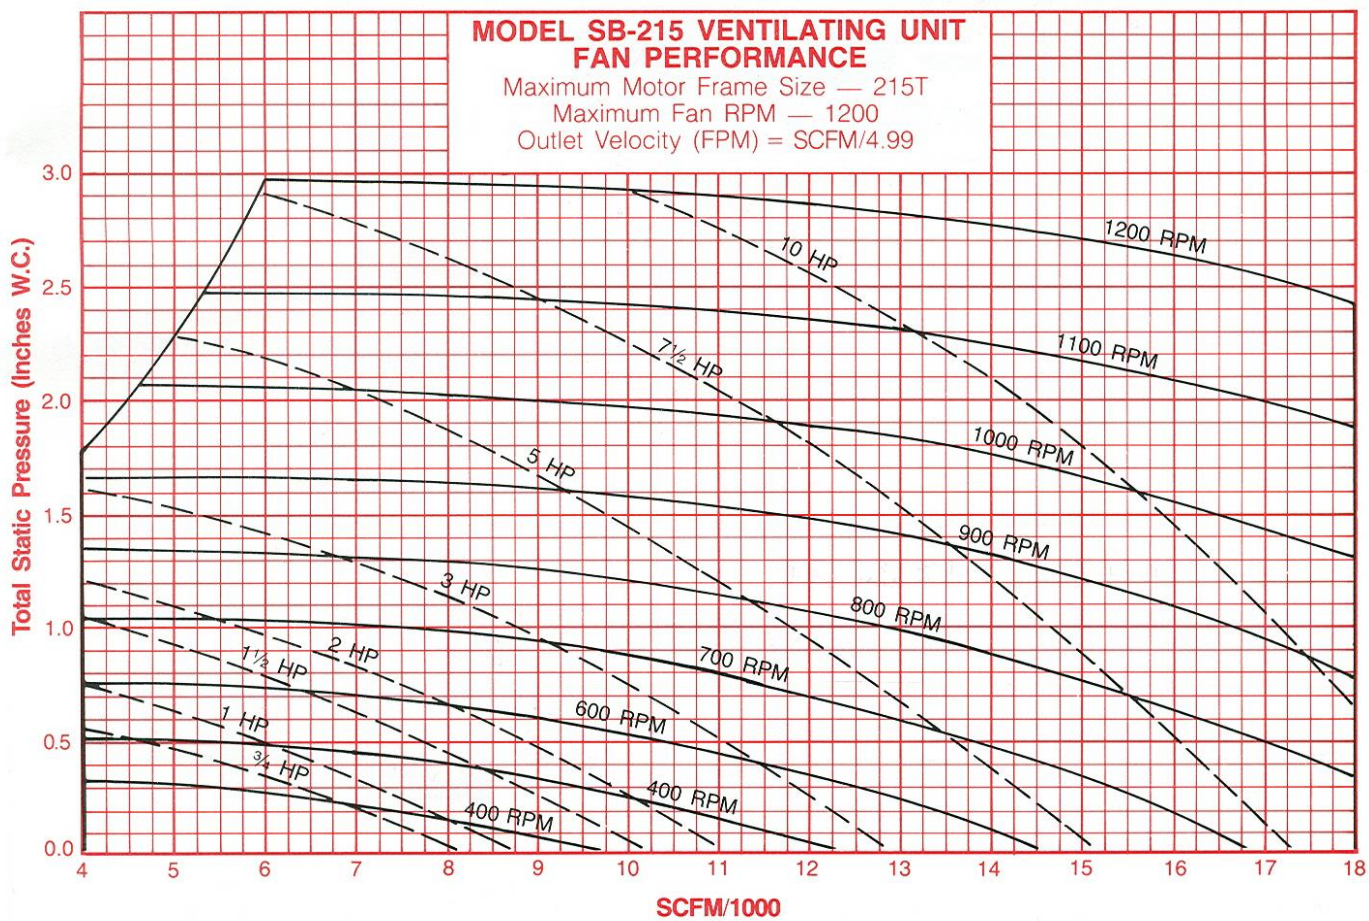 MODEL SB-215 VENTILATING UNIT
FAN PERFORMANCE
Maximum Motor Frame Size — 215T
Maximum Fan RPM — 1200
Outlet Velocity (FPM) = SCFM/4.99
Total Static Pressure (Inches W.C.)
3.0
2.5
2.0
1.5
1.0
0.5
0.0
1200 RPM
10 HP
1100 RPM
7½ HP
1000 RPM
5 HP
900 RPM
3 HP
800 RPM
2 HP
700 RPM
1½ HP
600 RPM
1 HP
¾ HP
400 RPM
400 RPM
4 5 6 7 8 9 10 11 12 13 14 15 16 17 18
SCFM/1000